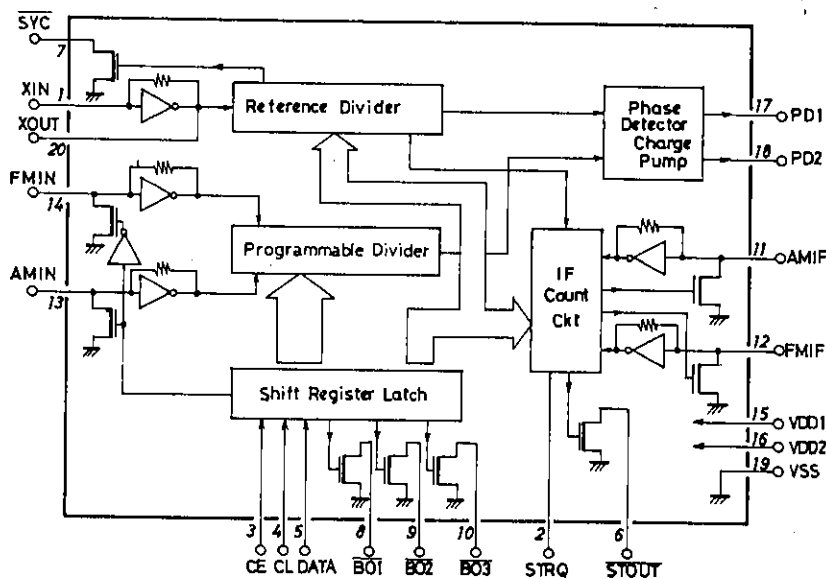 SYC
7
XIN
1
XOUT
20
FMIN
14
AMIN
13
Reference Divider
Programmable Divider
Shift Register Latch
Phase
Detector
Charge
Pump
IF
Count
Ckt
17
PD1
18
PD2
11
AMIF
12
FMIF
15
VDD1
16
VDD2
19
VSS
3
4
5
8
9
10
2
6
CE
CL
DATA
BO1
BO2
BO3
STRQ
STOUT